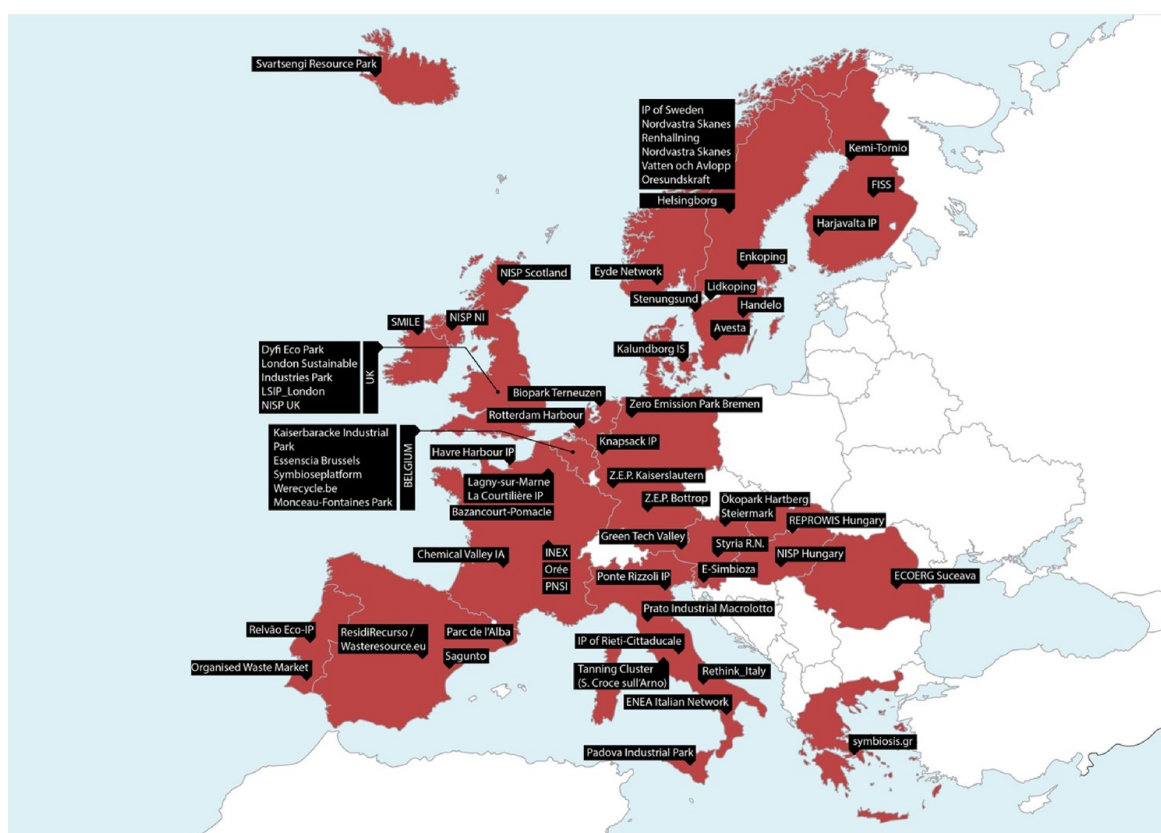 Svartsengi Resource Park
IP of Sweden
Nordvastra Skanes
Renhallning
Nordvastra Skanes
Vatten och Avlopp
Oresundskraft
Helsingborg
Kemi-Tornio
FISS
Harjavalta IP
Enkoping
NISP Scotland
Eyde Network
Lidkoping
Stenungsund
Handelo
SMILE
NISP NI
Avesta
Dyfi Eco Park
London Sustainable
Industries Park
LSIP_London
NISP UK
UK
Kalundborg IS
Biopark Terneuzen
Zero Emission Park Bremen
Rotterdam Harbour
Kaiserbaracke Industrial
Park
Essenscia Brussels
Symbioseplatform
Werecycle.be
Monceau-Fontaines Park
BELGIUM
Knapsack IP
Havre Harbour IP
Lagny-sur-Marne
La Courtilière IP
Z.E.P. Kaiserslautern
Bazancourt-Pomacle
Z.E.P. Bottrop
Ökopark Hartberg
Steiermark
REPROWIS Hungary
Green Tech Valley
Styria R.N.
NISP Hungary
Chemical Valley IA
INEX
Orée
PNSI
Ponte Rizzoli IP
E-Simbioza
ECOERG Suceava
Prato Industrial Macrolotto
Relvão Eco-IP
ResidiRecurso /
Wasteresource.eu
Parc de l'Alba
Sagunto
IP of Rieti-Cittaducale
Organised Waste Market
Tanning Cluster
(S. Croce sull'Arno)
Rethink_Italy
ENEA Italian Network
symbiosis.gr
Padova Industrial Park